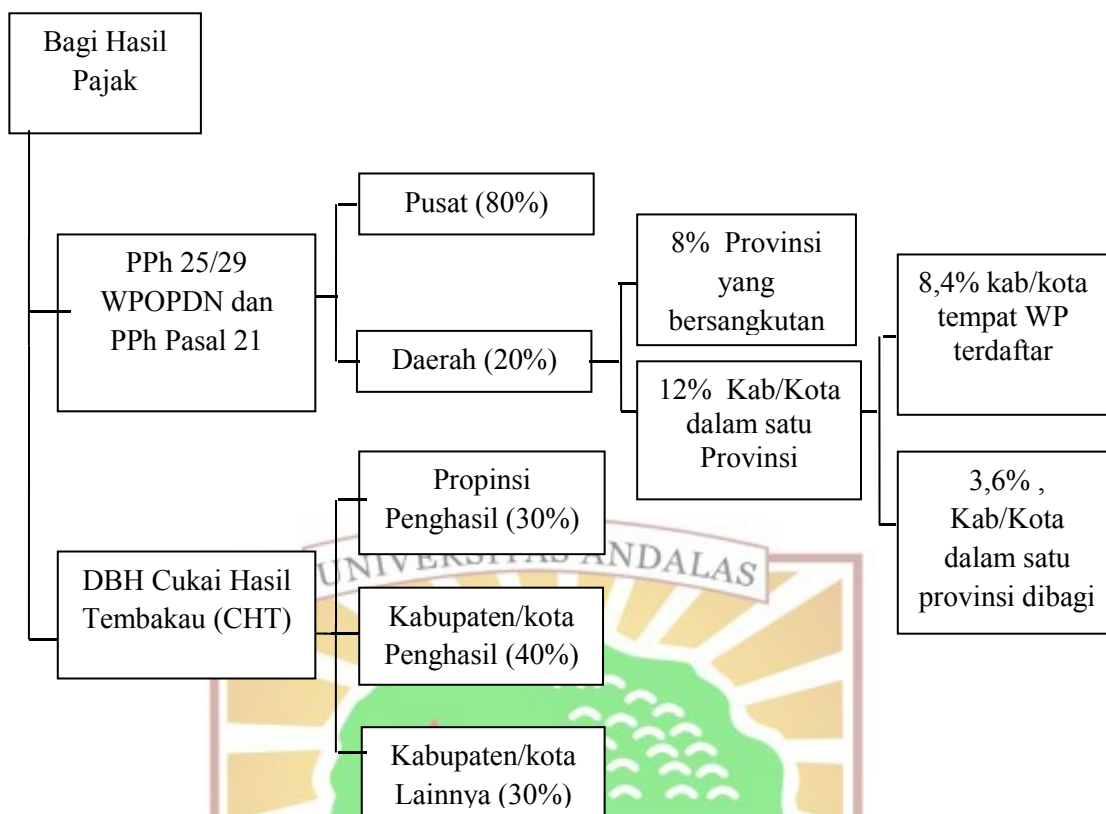 Bagi Hasil
Pajak
PPh 25/29
WPOPDN dan
PPh Pasal 21
Pusat (80%)
Daerah (20%)
8% Provinsi
yang
bersangkutan
12% Kab/Kota
dalam satu
Provinsi
8,4% kab/kota
tempat WP
terdaftar
3,6% ,
Kab/Kota
dalam satu
provinsi dibagi
DBH Cukai Hasil
Tembakau (CHT)
Propinsi
Penghasil (30%)
Kabupaten/kota
Penghasil (40%)
Kabupaten/kota
Lainnya (30%)
UNIVERSITAS ANDALAS